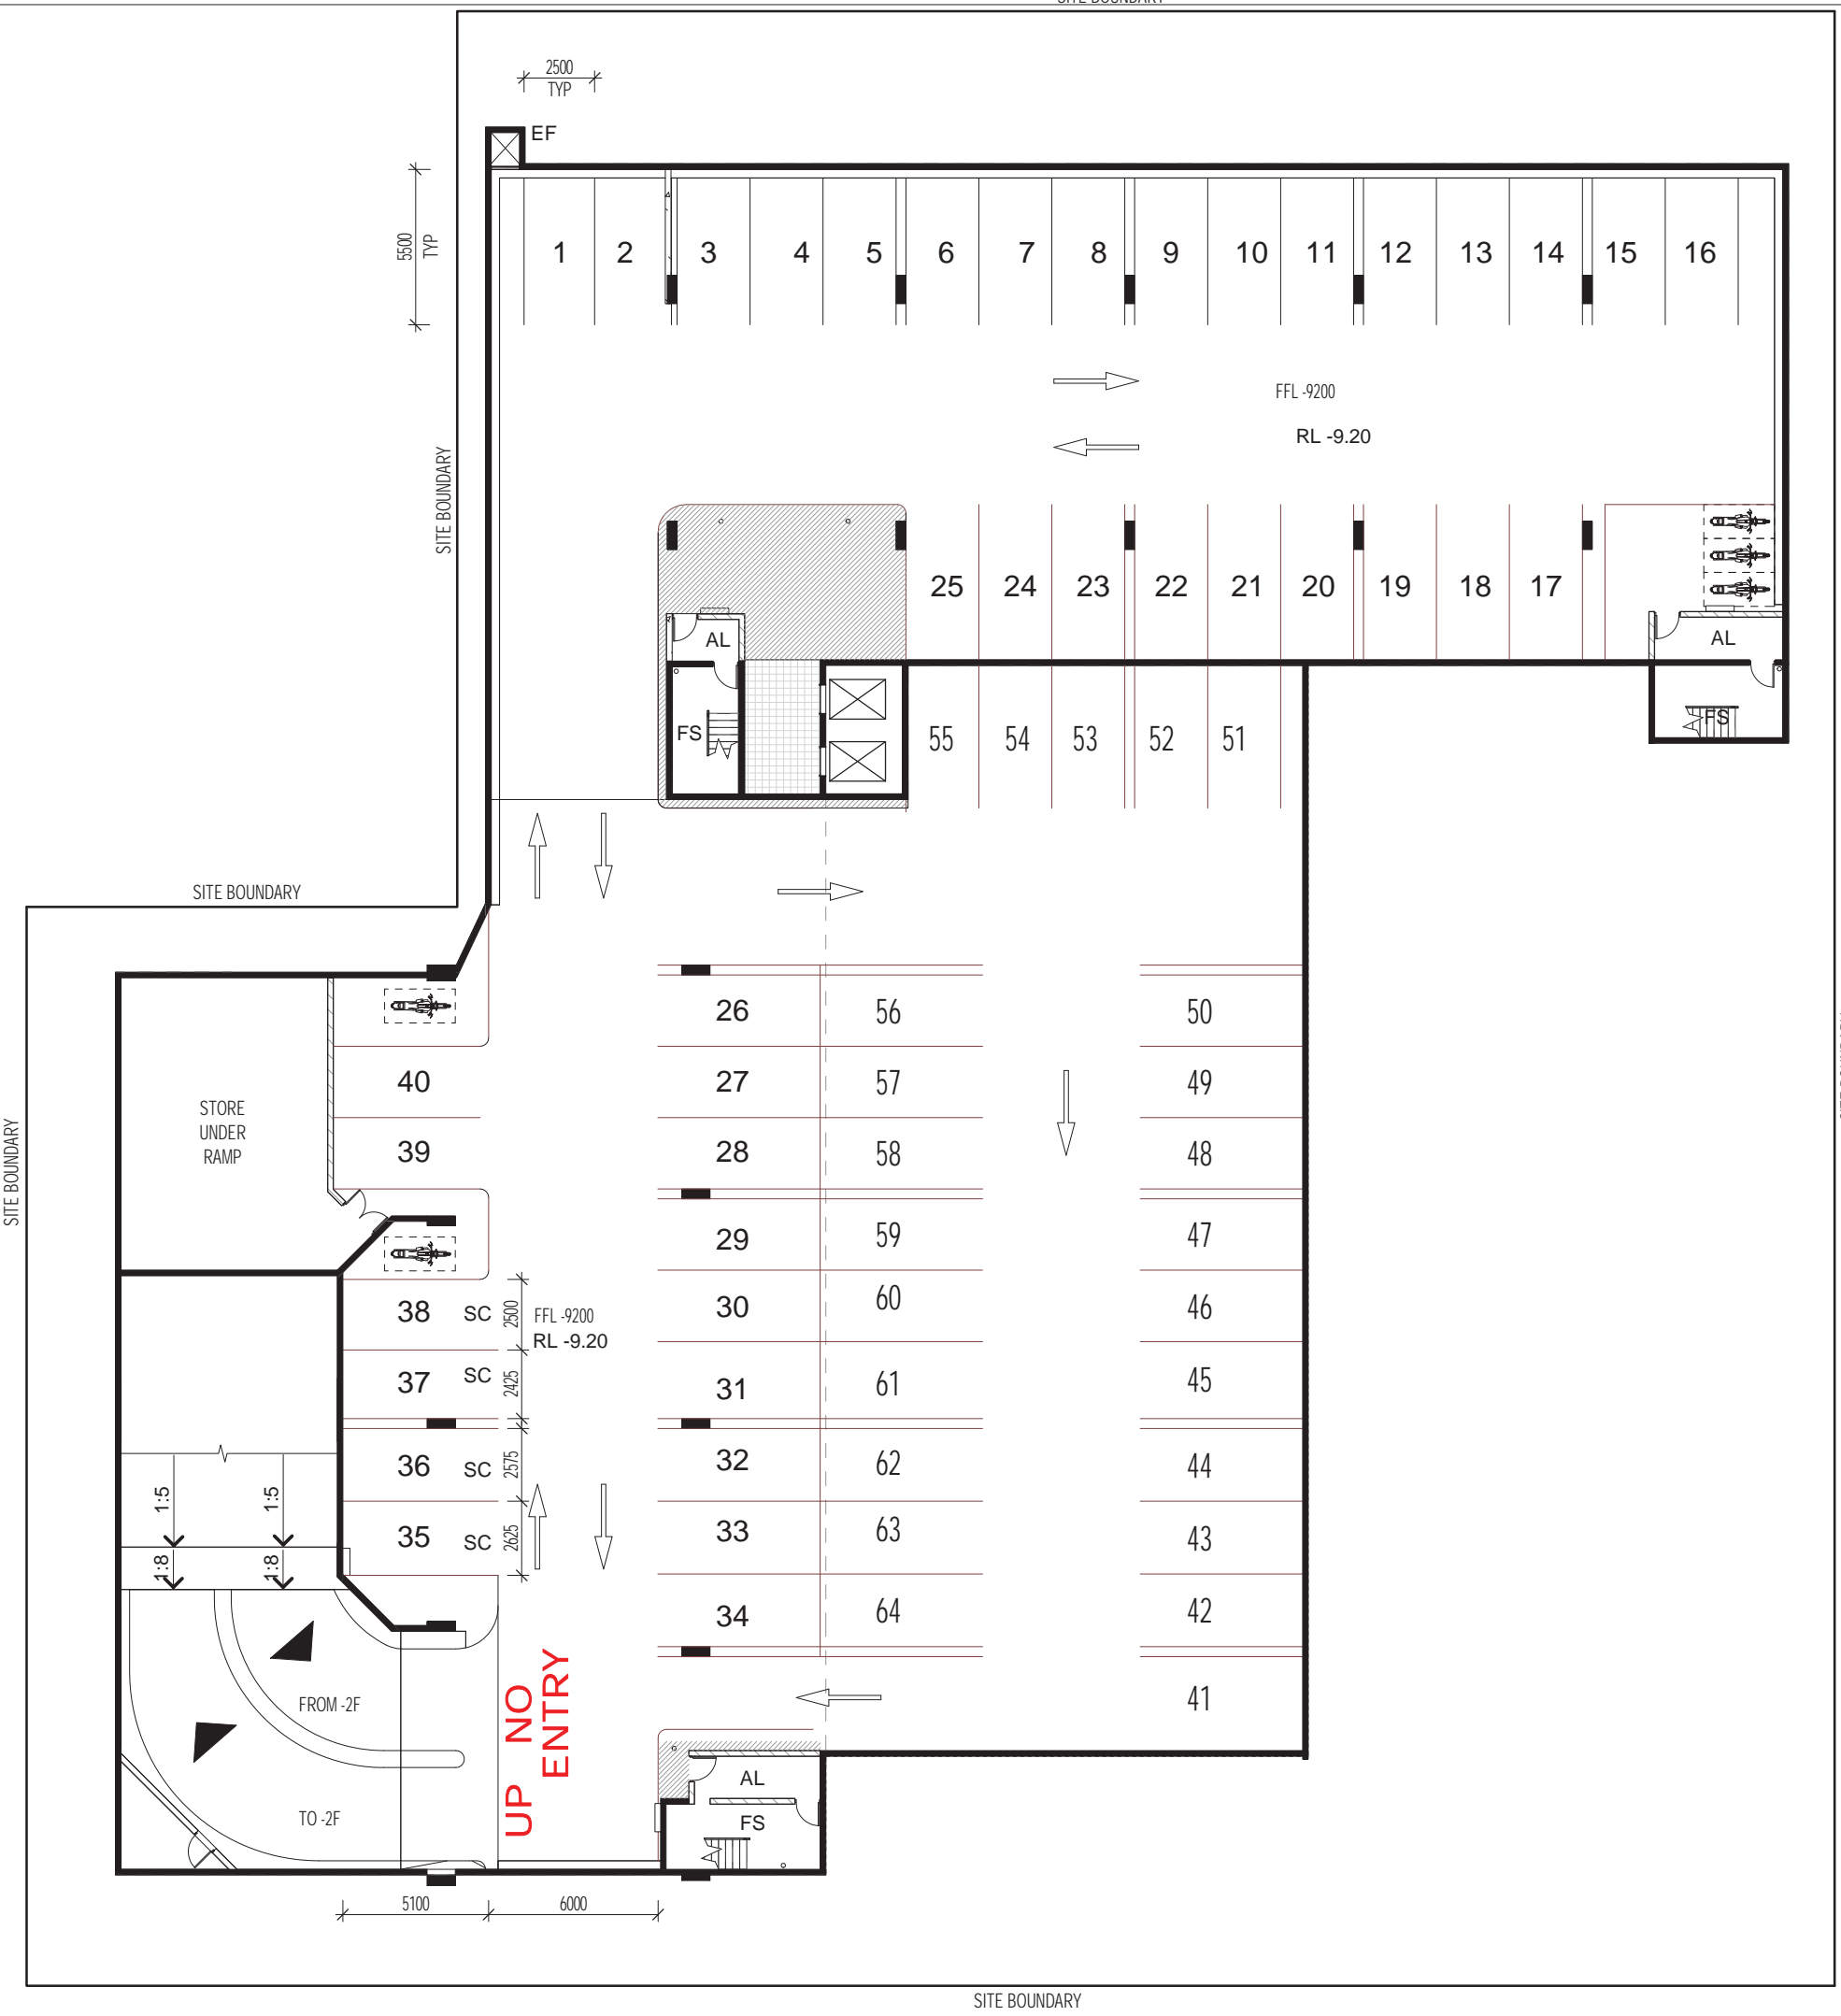 SITE BOUNDARY
2500
TYP
EF
5500
TYP
1 2 3 4 5 6 7 8 9 10 11 12 13 14 15 16
FFL -9200
RL -9.20
SITE BOUNDARY
25 24 23 22 21 20 19 18 17
AL
AL
FS
FS
55 54 53 52 51
SITE BOUNDARY
26 56 50
40 27 57 49
STORE
UNDER
RAMP
39 28 58 48
SITE BOUNDARY
29 59 47
38 SC 2500 FFL -9200
RL -9.20
30 60 46
37 SC 2425 31 61 45
36 SC 2575 32 62 44
1:5 1:5
35 SC 2625 33 63 43
1:8 1:8
34 64 42
UP NO
ENTRY
FROM -2F
41
AL
TO -2F
FS
5100 6000
SITE BOUNDARY